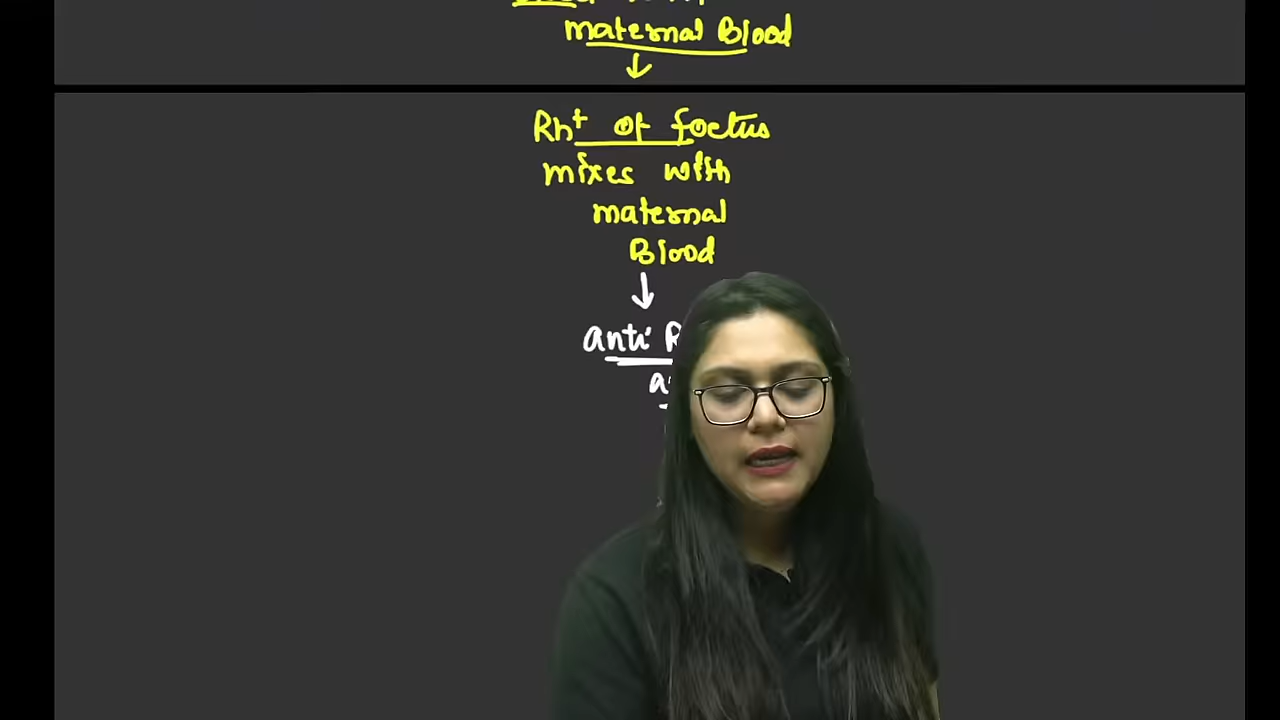 maternal Blood
↓
Rh+ of foetus
mixes with
maternal
Blood
↓
anti